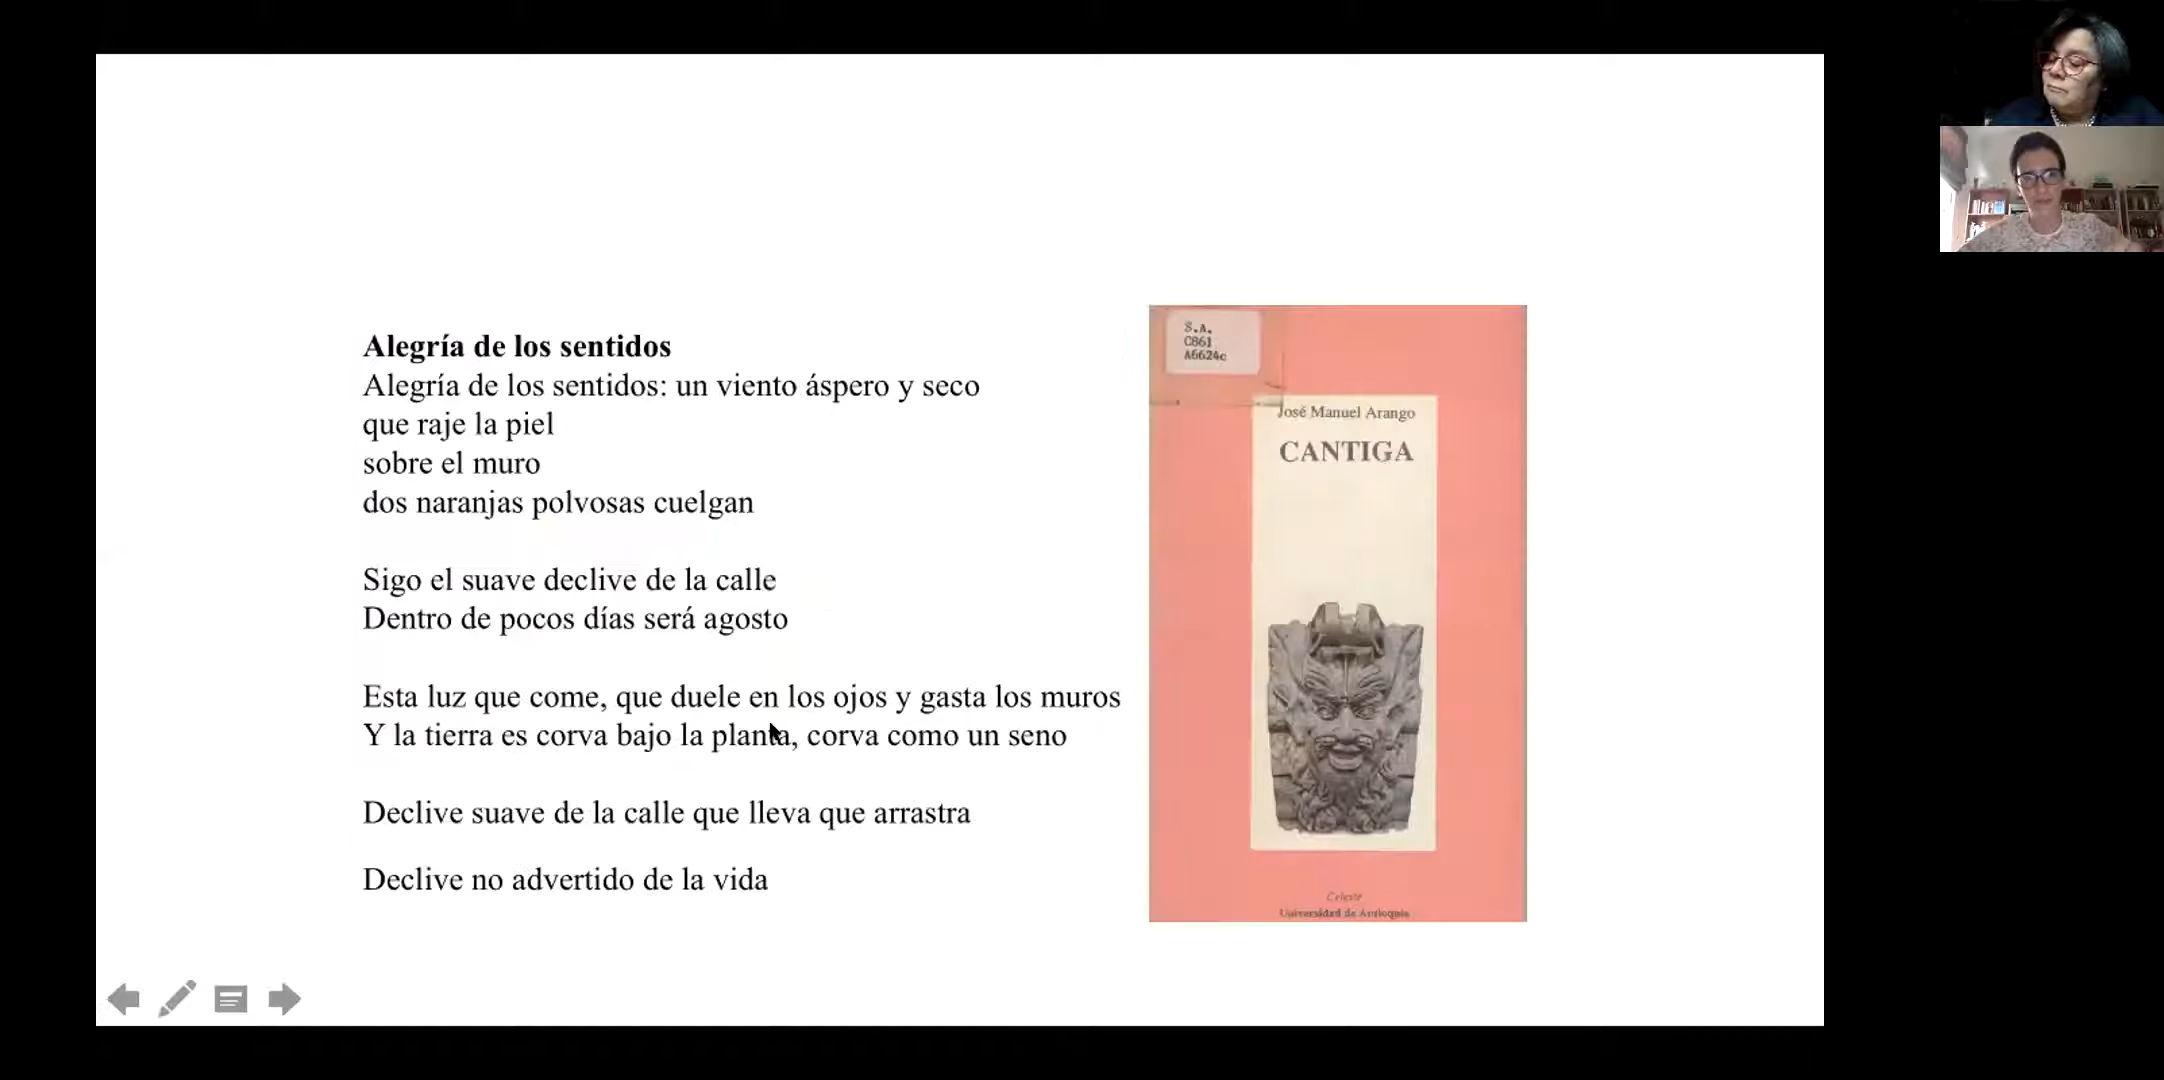 Alegría de los sentidos
Alegría de los sentidos: un viento áspero y seco
que raje la piel
sobre el muro
dos naranjas polvosas cuelgan
Sigo el suave declive de la calle
Dentro de pocos días será agosto
Esta luz que come, que duele en los ojos y gasta los muros
Y la tierra es corva bajo la planta, corva como un seno
Declive suave de la calle que lleva que arrastra
Declive no advertido de la vida
S.A.
C861
A6624c
José Manuel Arango
CANTIGA
Celeste
Universidad de Antioquia